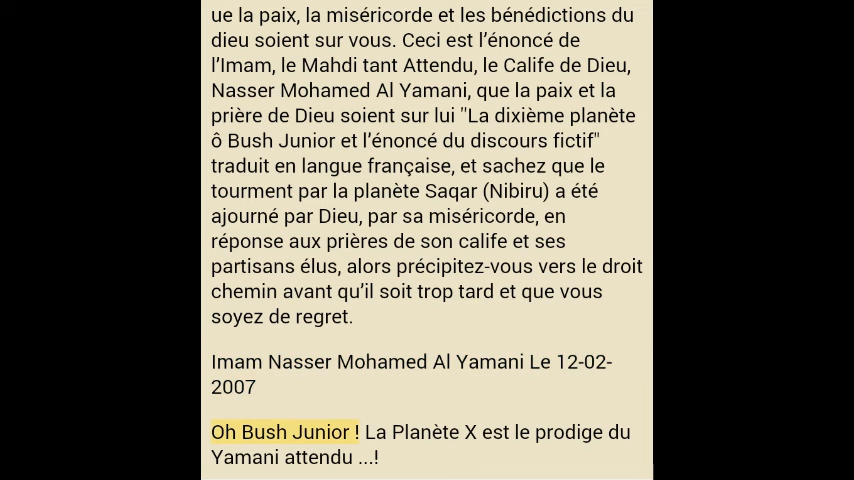 ue la paix, la miséricorde et les bénédictions du
dieu soient sur vous. Ceci est l’énoncé de
l’Imam, le Mahdi tant Attendu, le Calife de Dieu,
Nasser Mohamed Al Yamani, que la paix et la
prière de Dieu soient sur lui "La dixième planète
ô Bush Junior et l’énoncé du discours fictif"
traduit en langue française, et sachez que le
tourment par la planète Saqar (Nibiru) a été
ajourné par Dieu, par sa miséricorde, en
réponse aux prières de son calife et ses
partisans élus, alors précipitez-vous vers le droit
chemin avant qu’il soit trop tard et que vous
soyez de regret.
Imam Nasser Mohamed Al Yamani Le 12-02-
2007
Oh Bush Junior ! La Planète X est le prodige du
Yamani attendu ...!